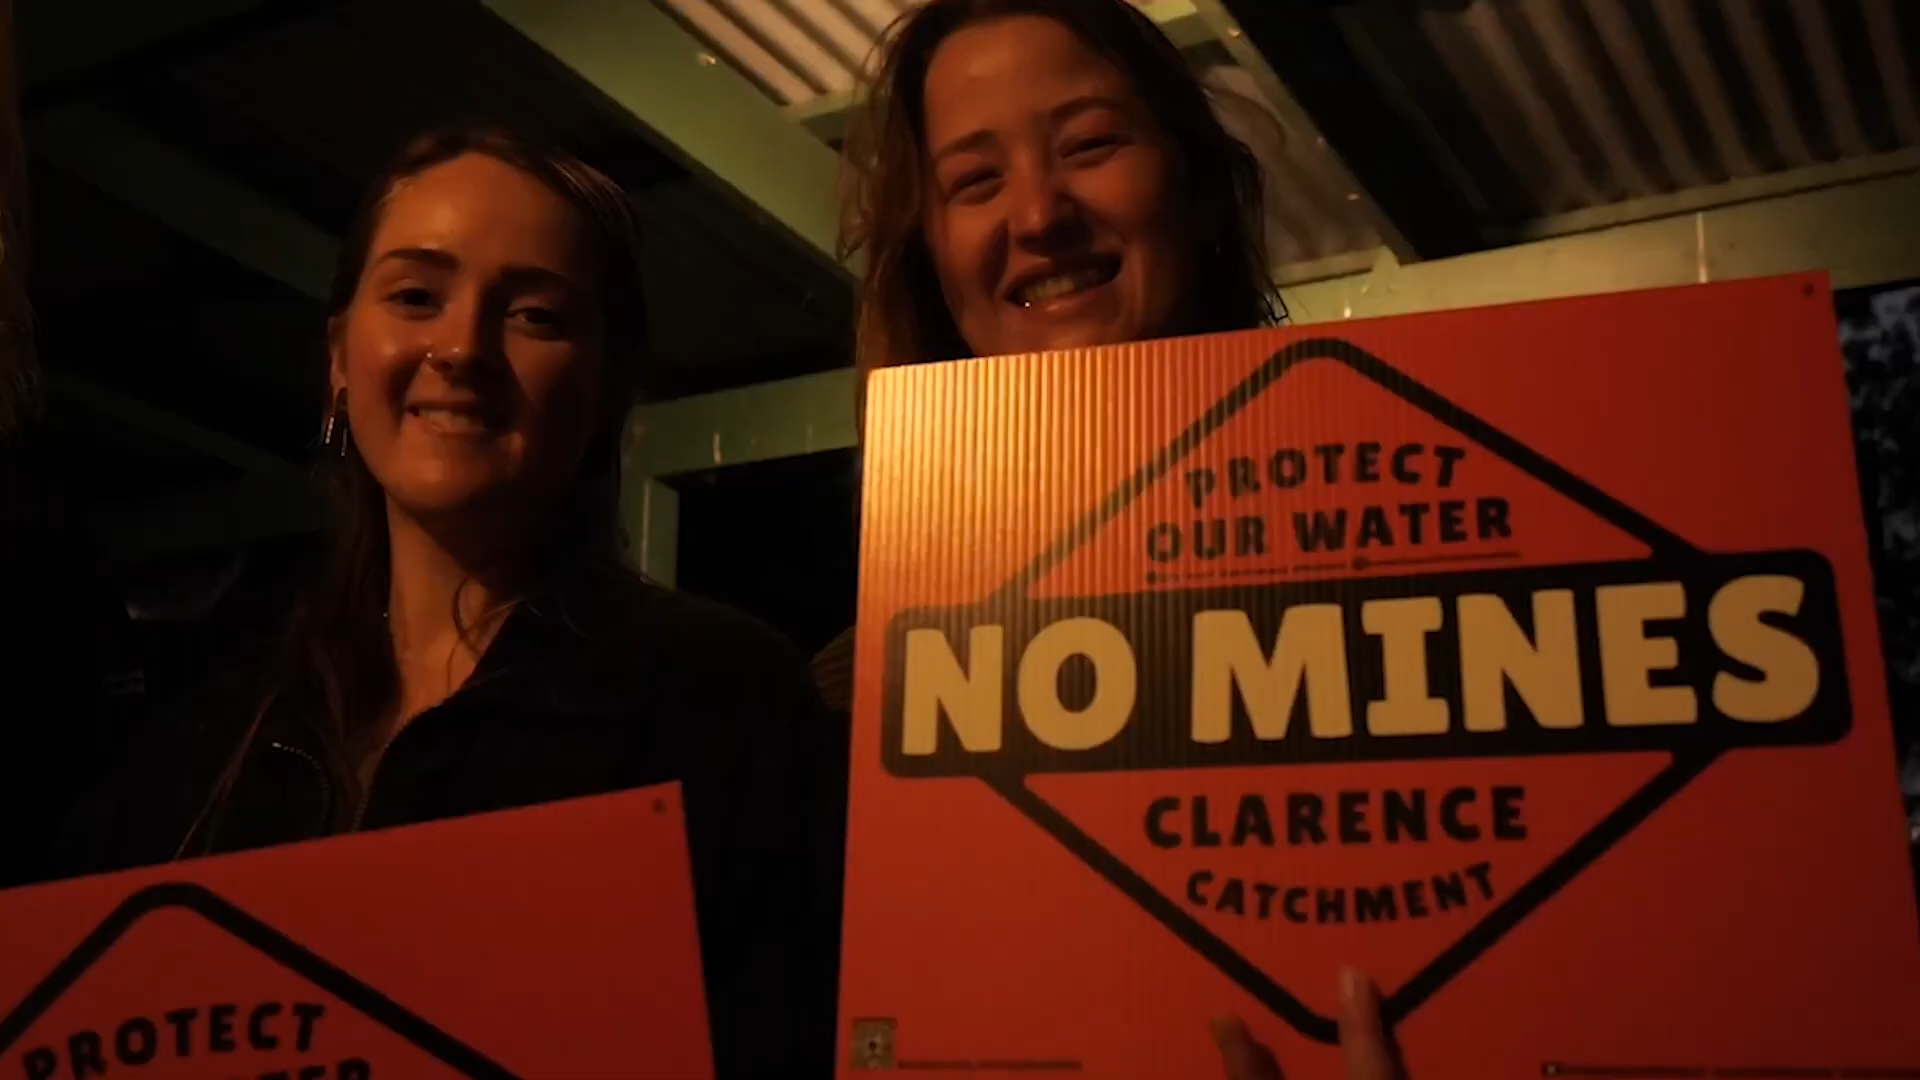 PROTECT
OUR WATER
NO MINES
CLARENCE
CATCHMENT
PROTECT